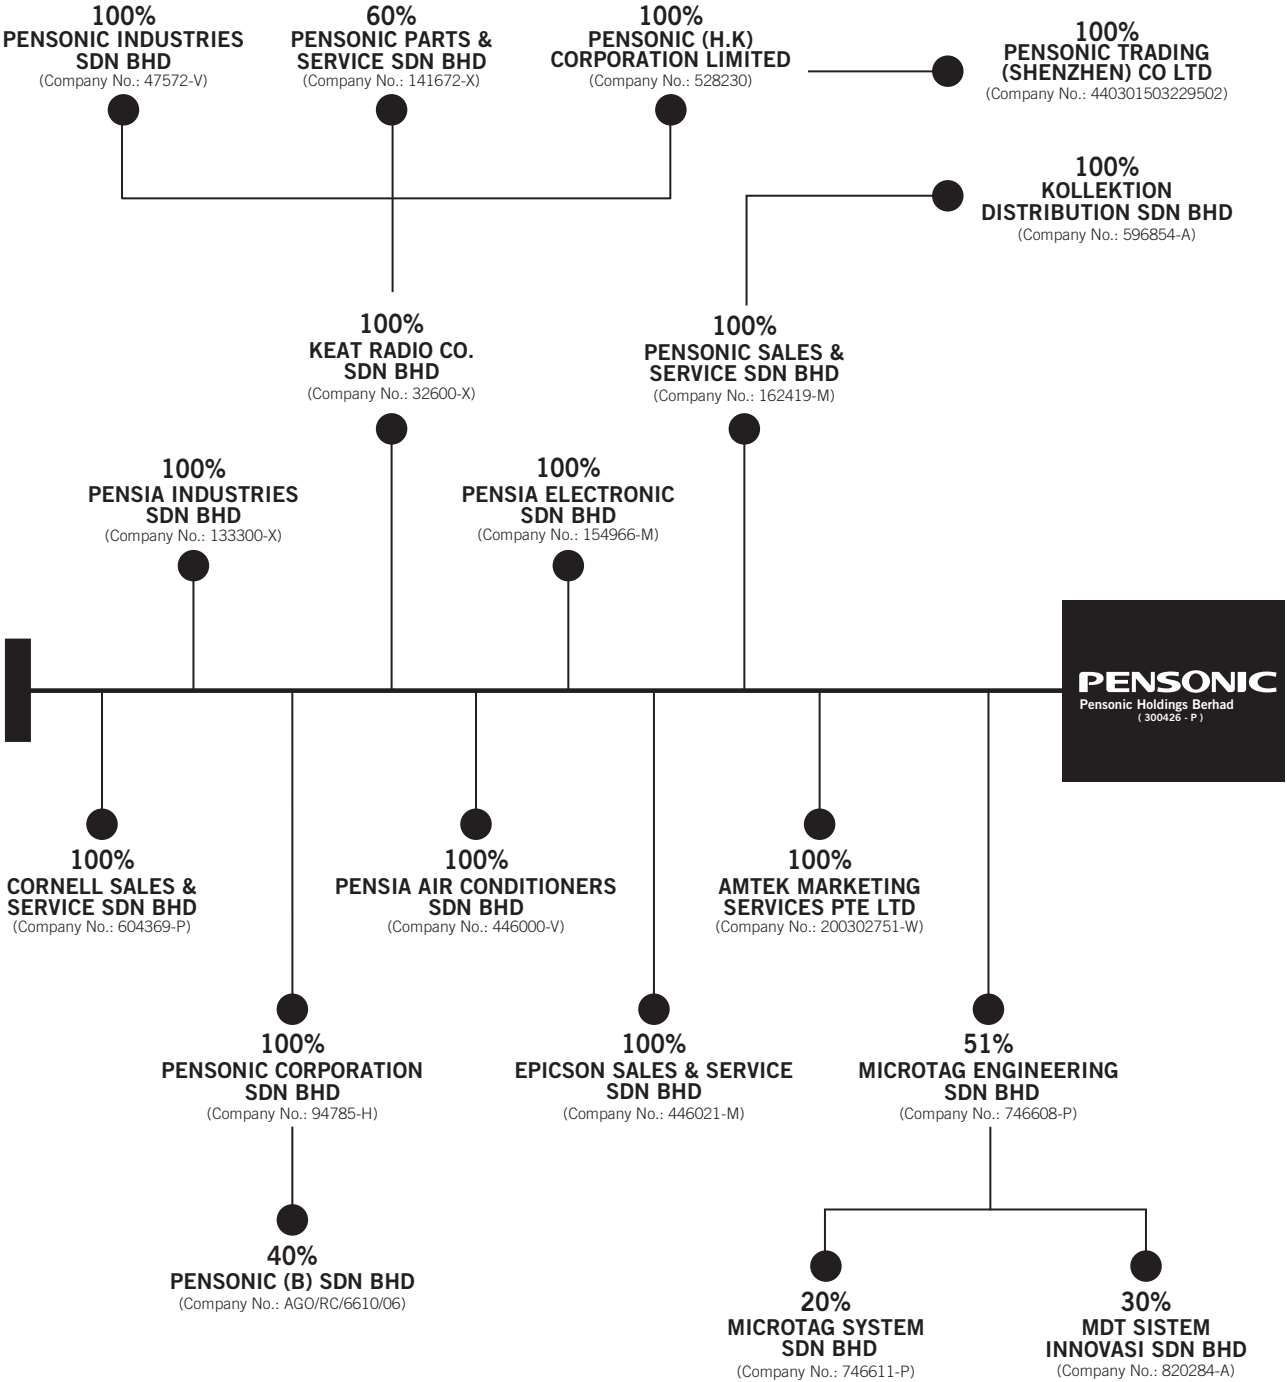 100%
PENSONIC INDUSTRIES
SDN BHD
(Company No.: 47572-V)
60%
PENSONIC PARTS &
SERVICE SDN BHD
(Company No.: 141672-X)
100%
PENSONIC (H.K)
CORPORATION LIMITED
(Company No.: 528230)
100%
PENSONIC TRADING
(SHENZHEN) CO LTD
(Company No.: 440301503229502)
100%
KOLLEKTION
DISTRIBUTION SDN BHD
(Company No.: 596854-A)
100%
KEAT RADIO CO.
SDN BHD
(Company No.: 32600-X)
100%
PENSONIC SALES &
SERVICE SDN BHD
(Company No.: 162419-M)
100%
PENSIA INDUSTRIES
SDN BHD
(Company No.: 133300-X)
100%
PENSIA ELECTRONIC
SDN BHD
(Company No.: 154966-M)
PENSONIC
Pensonic Holdings Berhad
( 300426 - P )
100%
CORNELL SALES &
SERVICE SDN BHD
(Company No.: 604369-P)
100%
PENSIA AIR CONDITIONERS
SDN BHD
(Company No.: 446000-V)
100%
AMTEK MARKETING
SERVICES PTE LTD
(Company No.: 200302751-W)
100%
PENSONIC CORPORATION
SDN BHD
(Company No.: 94785-H)
100%
EPICSON SALES & SERVICE
SDN BHD
(Company No.: 446021-M)
51%
MICROTAG ENGINEERING
SDN BHD
(Company No.: 746608-P)
40%
PENSONIC (B) SDN BHD
(Company No.: AGO/RC/6610/06)
20%
MICROTAG SYSTEM
SDN BHD
(Company No.: 746611-P)
30%
MDT SISTEM
INNOVASI SDN BHD
(Company No.: 820284-A)